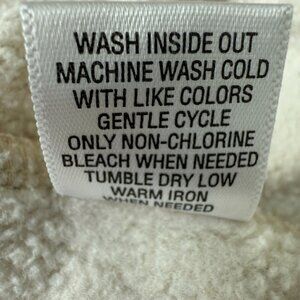 WASH INSIDE OUT
MACHINE WASH COLD
WITH LIKE COLORS
GENTLE CYCLE
ONLY NON-CHLORINE
BLEACH WHEN NEEDED
TUMBLE DRY LOW
WARM IRON
WHEN NEEDED